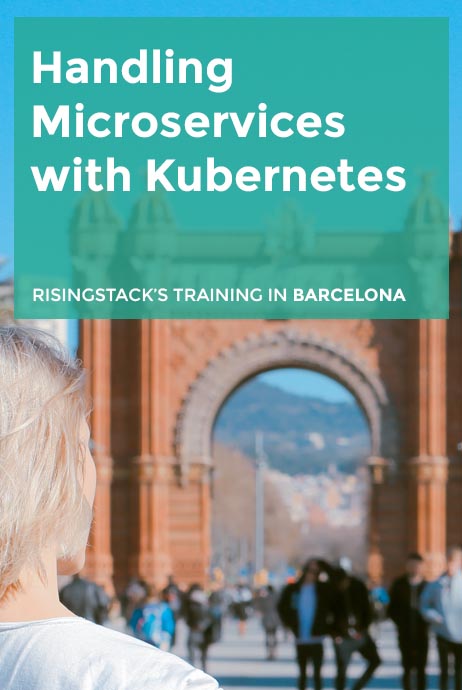 Handling
Microservices
with Kubernetes
RISINGSTACK'S TRAINING IN BARCELONA